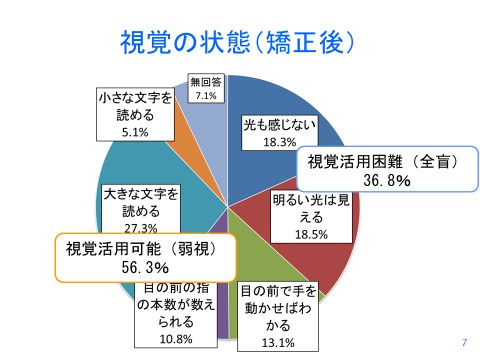 視覚の状態（矯正後）
無回答
7.1%
小さな文字を
読める
5.1%
光も感じない
18.3%
視覚活用困難（全盲）
36.8%
明るい光は見
える
18.5%
大きな文字を
読める
27.3%
視覚活用可能（弱視）
56.3%
目の前の指
の本数が数え
られる
10.8%
目の前で手を
動かせばわ
かる
13.1%
7